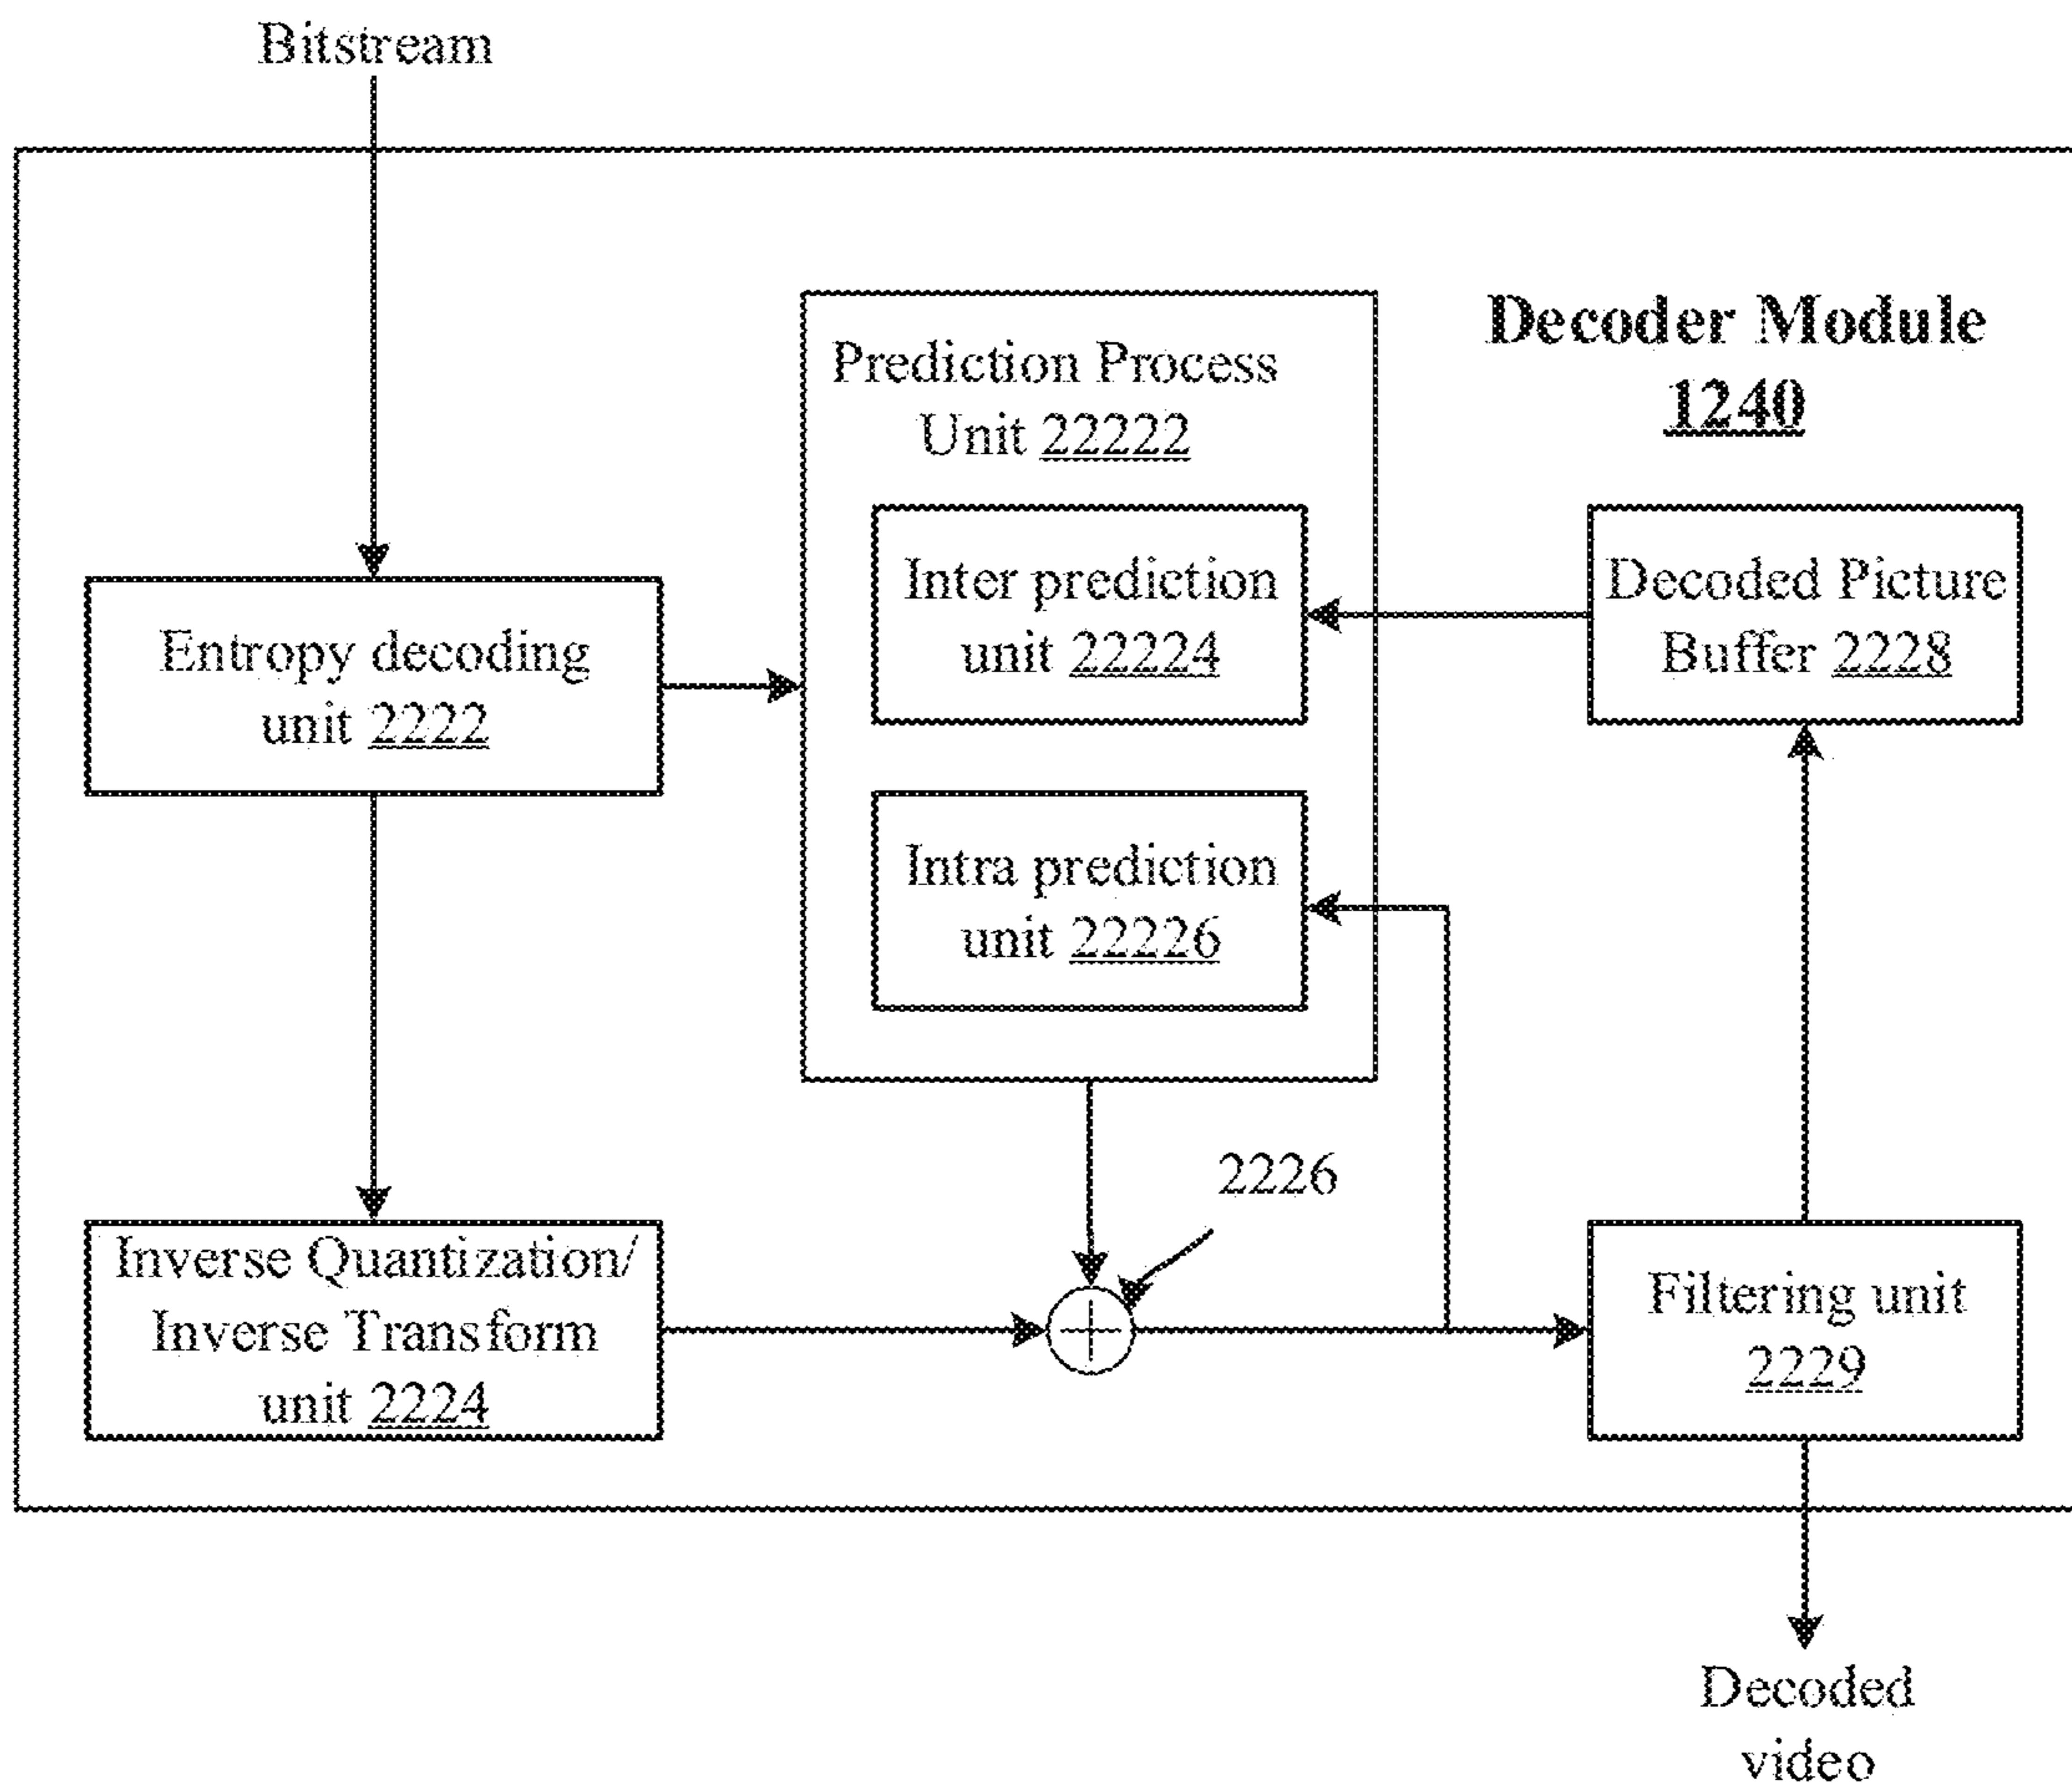 Bitstream
Decoder Module
1240
Prediction Process
Unit 22222
Inter prediction
unit 22224
Decoded Picture
Buffer 2228
Entropy decoding
unit 2222
Intra prediction
unit 22226
2226
Inverse Quantization/
Inverse Transform
unit 2224
Filtering unit
2229
Decoded
video